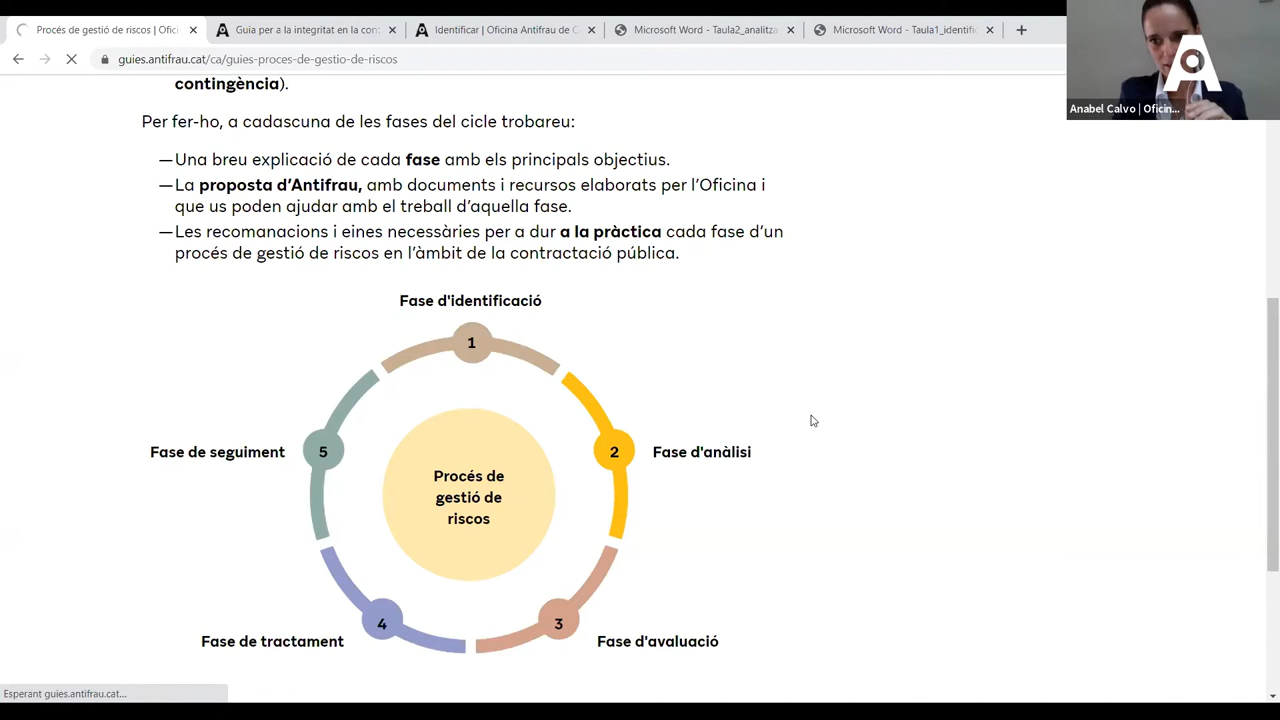 Procés de gestió de riscos | Oficin
Guia per a la integritat en la con
Identificar | Oficina Antifrau de C
Microsoft Word - Taula2_analitza
Microsoft Word - Taula1_identific
guies.antifrau.cat/ca/guies-proces-de-gestio-de-riscos
Anabel Calvo | Oficin...
contingència).
Per fer-ho, a cadascuna de les fases del cicle trobareu:
—Una breu explicació de cada fase amb els principals objectius.
—La proposta d'Antifrau, amb documents i recursos elaborats per l'Oficina i
que us poden ajudar amb el treball d'aquella fase.
—Les recomanacions i eines necessàries per a dur a la pràctica cada fase d'un
procés de gestió de riscos en l'àmbit de la contractació pública.
Fase d'identificació
1
5
2
Fase de seguiment
Fase d'anàlisi
Procés de
gestió de
riscos
4
3
Fase de tractament
Fase d'avaluació
Esperant guies.antifrau.cat...